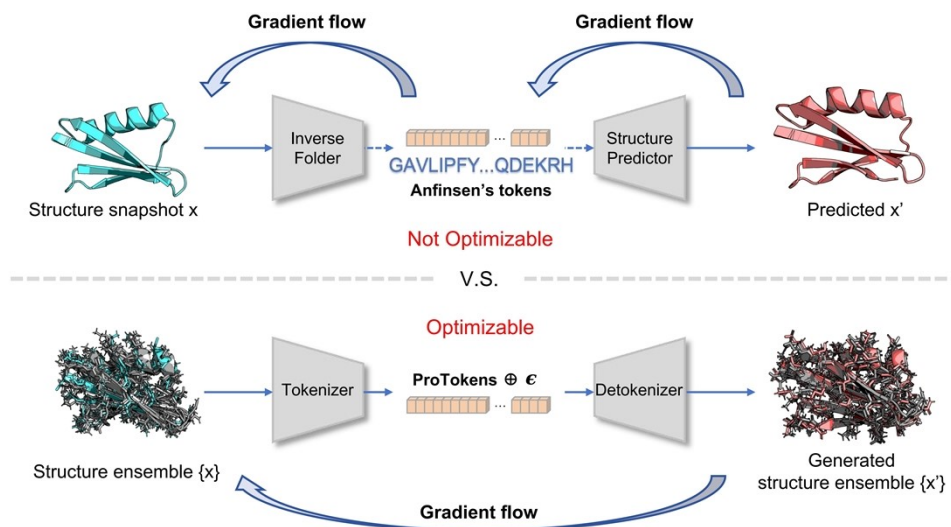 Gradient flow
Gradient flow
Inverse
Folder
...
GAVLIPFY...QDEKRH
Anfinsen's tokens
Structure
Predictor
Structure snapshot x
Predicted x’
Not Optimizable
V.S.
Optimizable
Tokenizer
ProTokens ⊕ ϵ
...
Detokenizer
Structure ensemble {x}
Generated
structure ensemble {x’}
Gradient flow